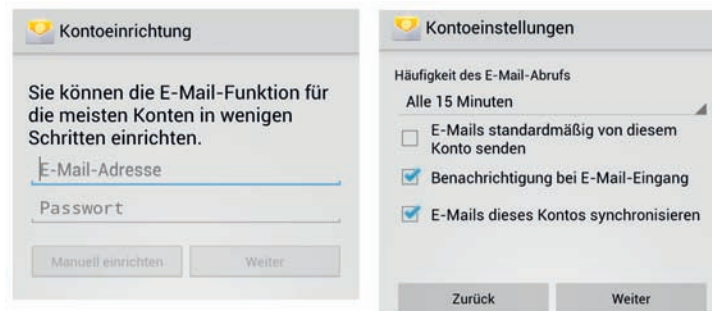 Kontoeinrichtung
Sie können die E-Mail-Funktion für
die meisten Konten in wenigen
Schritten einrichten.
E-Mail-Adresse
Passwort
Manuell einrichten
Weiter
Kontoeinstellungen
Häufigkeit des E-Mail-Abrufs
Alle 15 Minuten
E-Mails standardmäßig von diesem
Konto senden
Benachrichtigung bei E-Mail-Eingang
E-Mails dieses Kontos synchronisieren
Zurück
Weiter